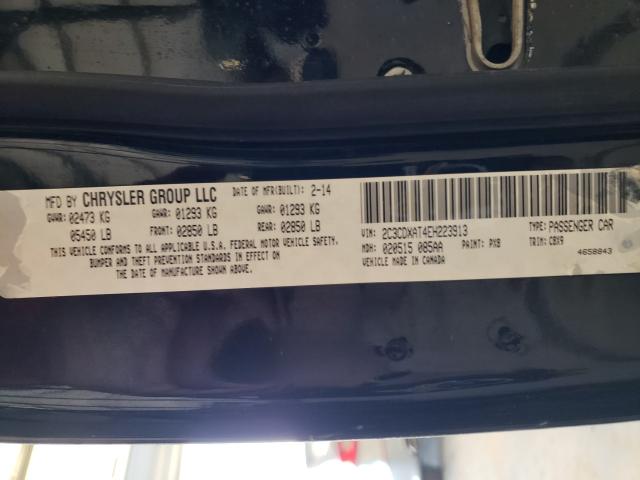 MFD BY CHRYSLER GROUP LLC DATE OF MFR(BUILT): 2-14
GVWR: 02473 KG GAWR: 01293 KG GAWR: 01293 KG
05450 LB FRONT: 02850 LB REAR: 02850 LB
THIS VEHICLE CONFORMS TO ALL APPLICABLE U.S.A. FEDERAL MOTOR VEHICLE SAFETY,
BUMPER AND THEFT PREVENTION STANDARDS IN EFFECT ON
THE DATE OF MANUFACTURE SHOWN ABOVE.
VIN: 2C3CDXAT4EH223913 TYPE: PASSENGER CAR
MDH: 020515 085AA PAINT: PX8 TRIM: CBX9
VEHICLE MADE IN CANADA 4658843